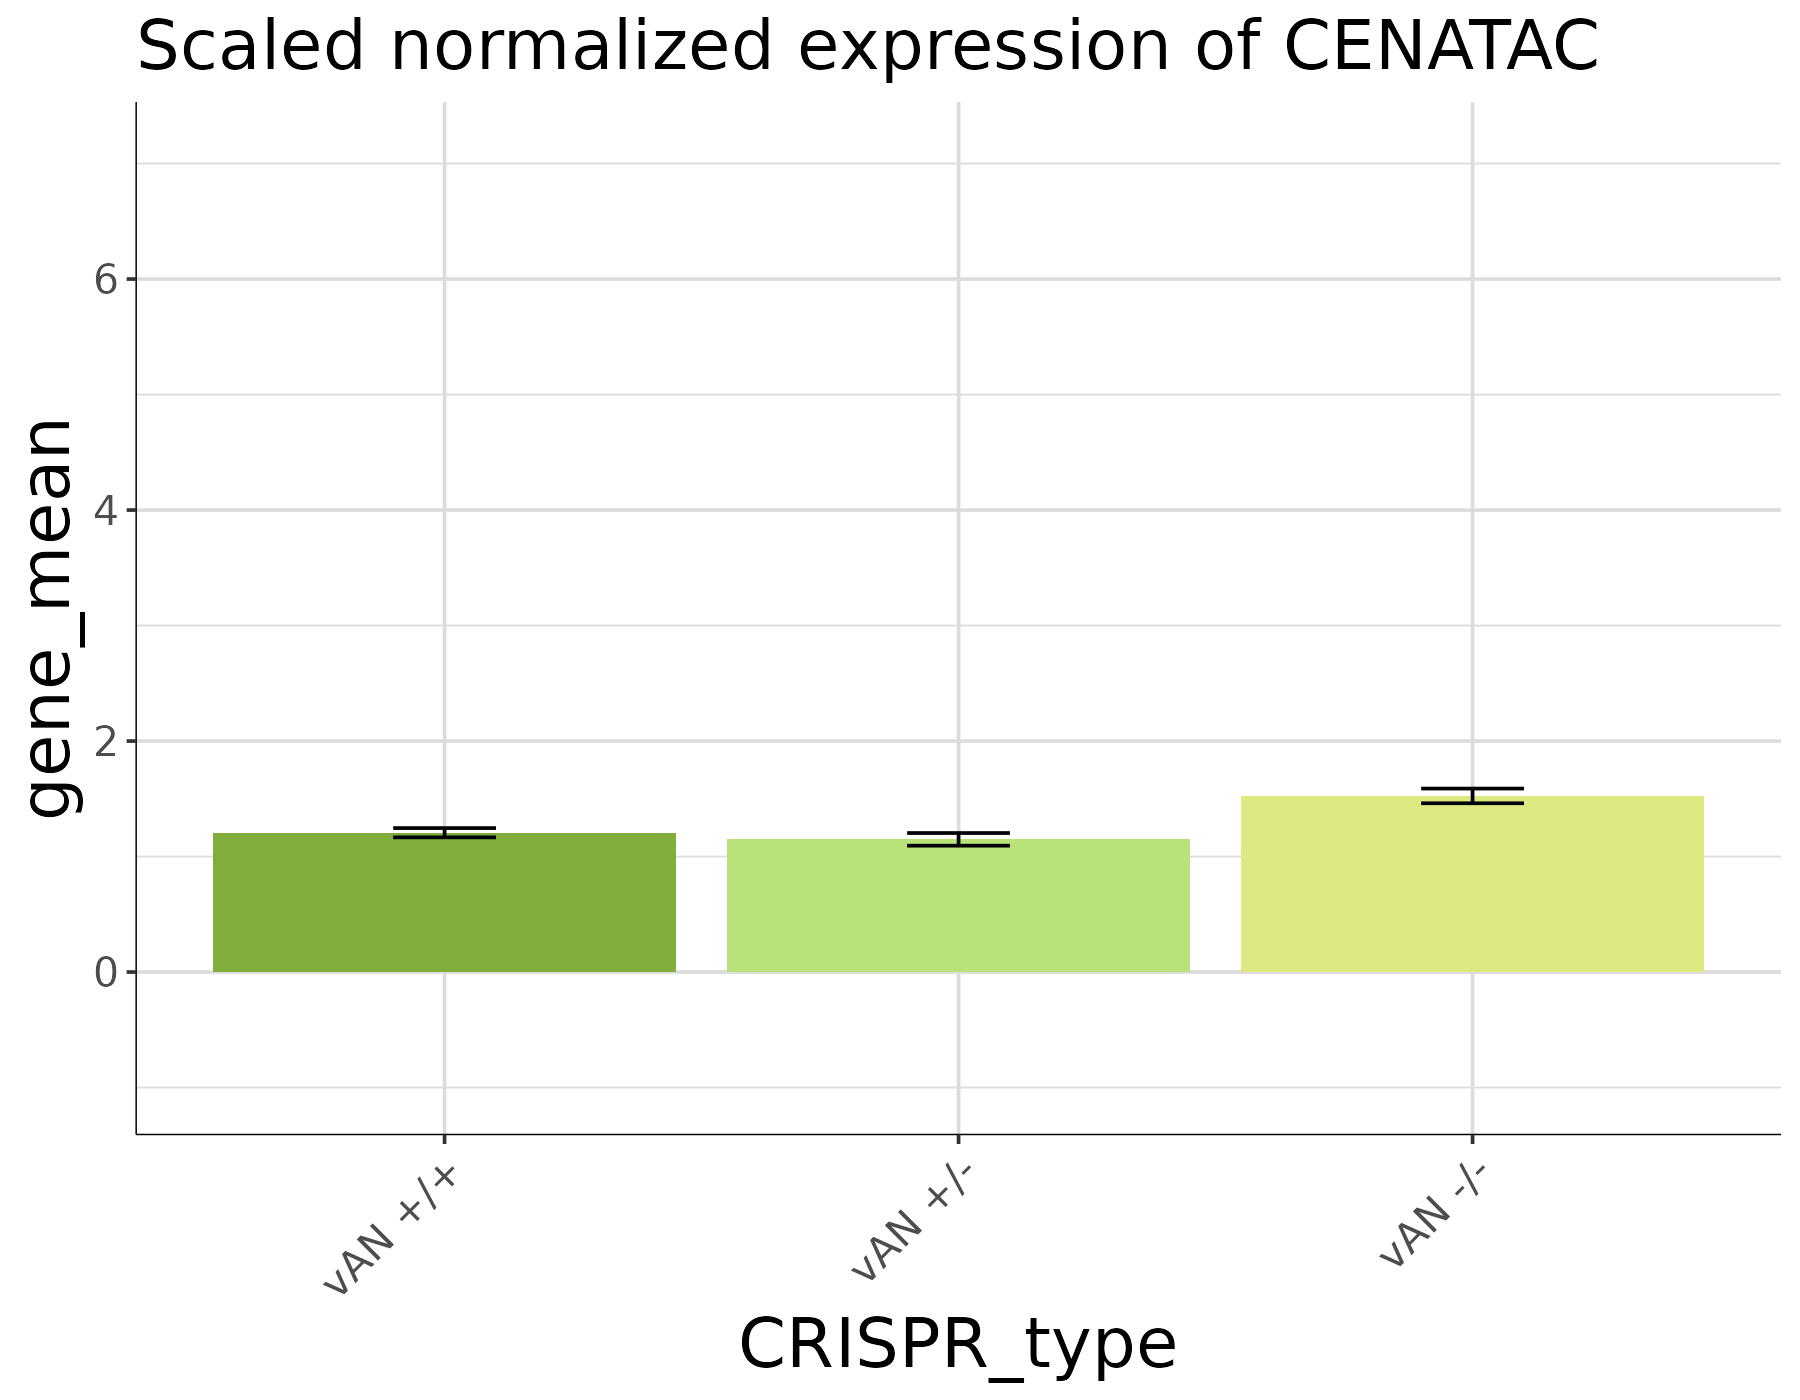 Scaled normalized expression of CENATAC
gene_mean
6
4
2
0
vAN +/+
vAN +/-
vAN -/-
CRISPR_type